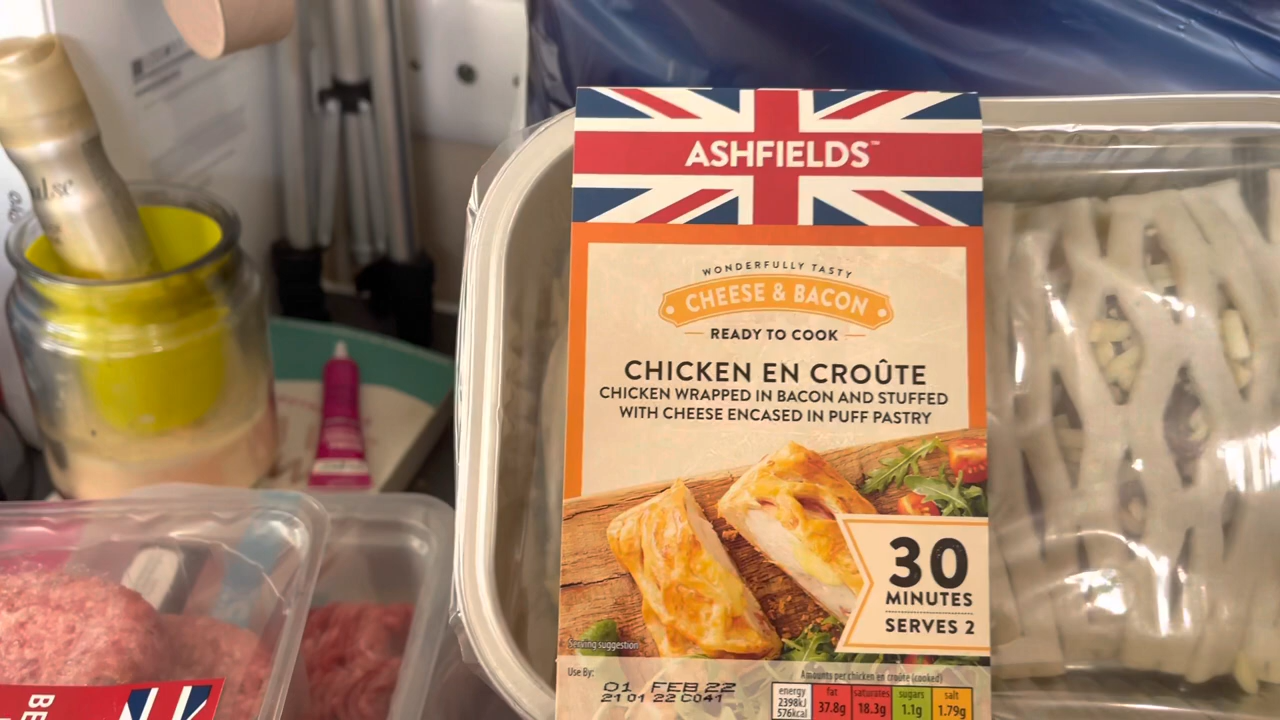 ASHFIELDS™
WONDERFULLY TASTY
CHEESE & BACON
READY TO COOK
CHICKEN EN CROÛTE
CHICKEN WRAPPED IN BACON AND STUFFED
WITH CHEESE ENCASED IN PUFF PASTRY
30
MINUTES
SERVES 2
Serving suggestion
Use By:
01 FEB 22
21 01 22 C041
Amounts per chicken en croûte (cooked)
energy
2398kJ
576kcal
fat
37.8g
saturates
18.3g
sugars
1.1g
salt
1.79g
BE